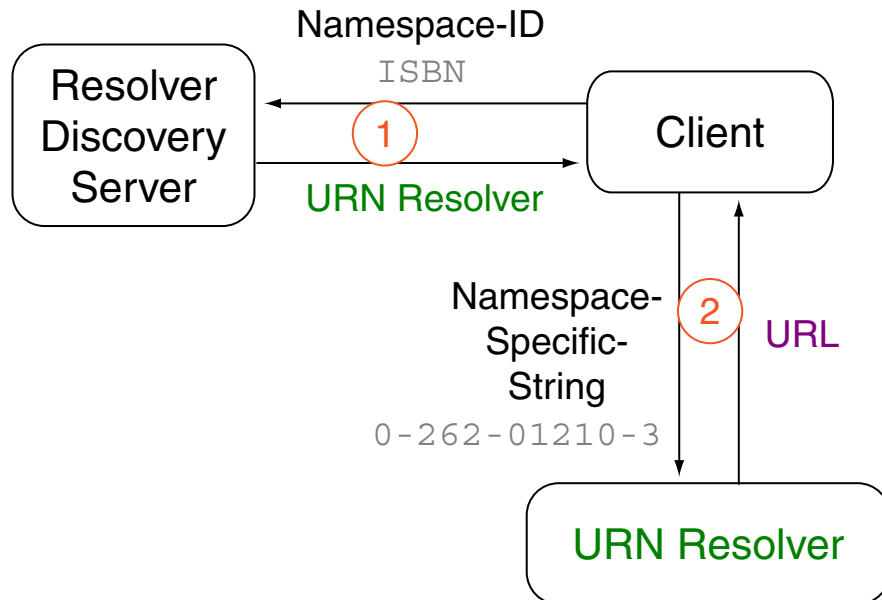 Namespace-ID
ISBN
Resolver
Discovery
Server
1
Client
URN Resolver
Namespace-
Specific-
String
2
URL
0-262-01210-3
URN Resolver